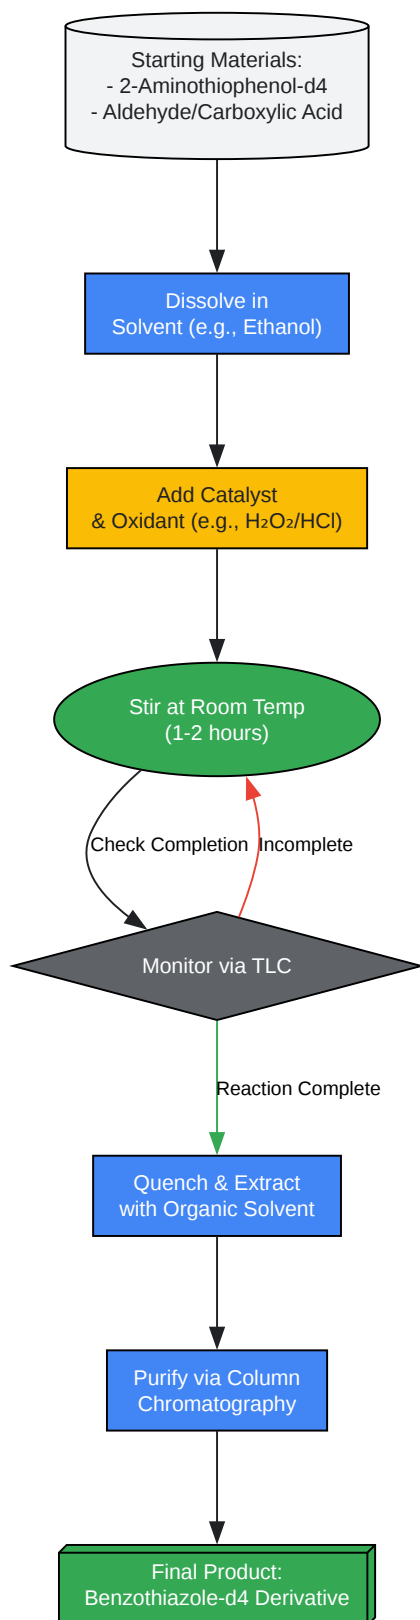 Starting Materials:
- 2-Aminothiophenol-d4
- Aldehyde/Carboxylic Acid
Dissolve in
Solvent (e.g., Ethanol)
Add Catalyst
& Oxidant (e.g., H₂O₂/HCl)
Stir at Room Temp
(1-2 hours)
Check Completion
Incomplete
Monitor via TLC
Reaction Complete
Quench & Extract
with Organic Solvent
Purify via Column
Chromatography
Final Product:
Benzothiazole-d4 Derivative